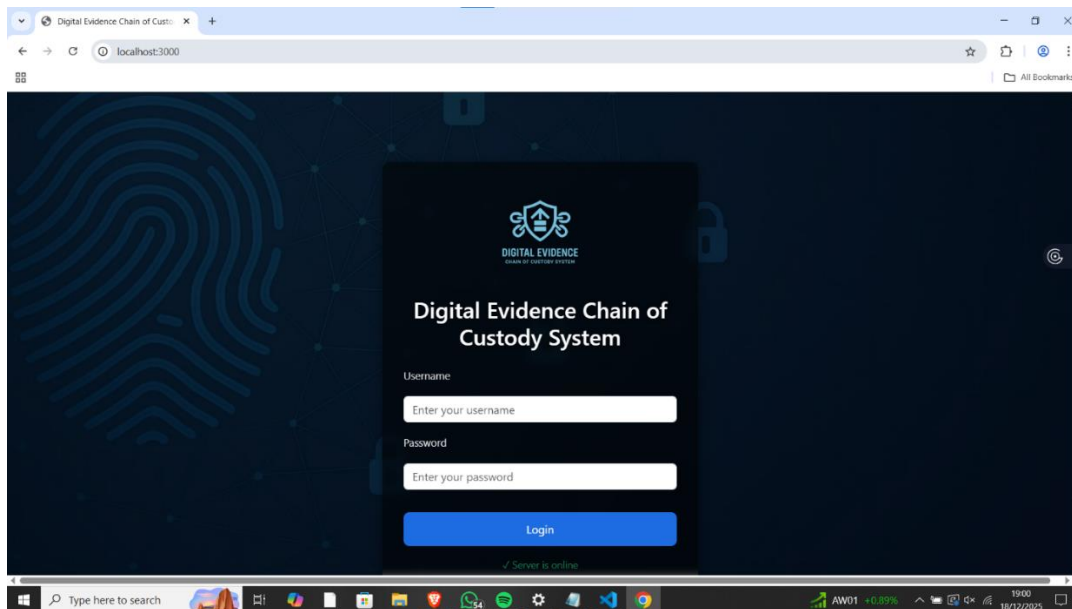 Digital Evidence Chain of Custo
localhost:3000
All Bookmarks
DIGITAL EVIDENCE
CHAIN OF CUSTODY SYSTEM
Digital Evidence Chain of
Custody System
Username
Enter your username
Password
Enter your password
Login
✓ Server is online
Type here to search
54
AW01 +0.89%
19:00
18/12/2025